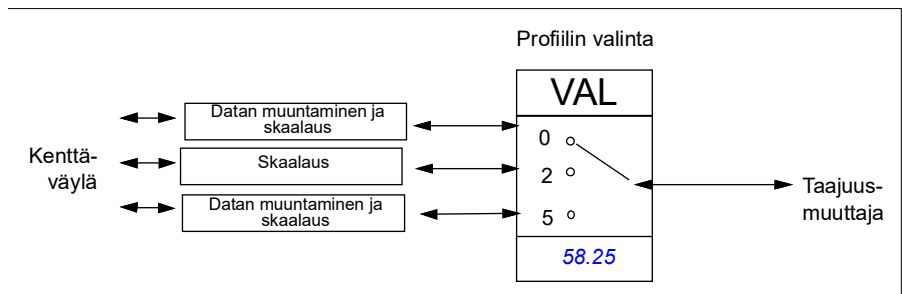 Profiilin valinta
VAL
Datan muuntaminen ja
skaalaus
0
Kenttä-
väylä
Skaalaus
2
Taajuus-
muuttaja
Datan muuntaminen ja
skaalaus
5
58.25